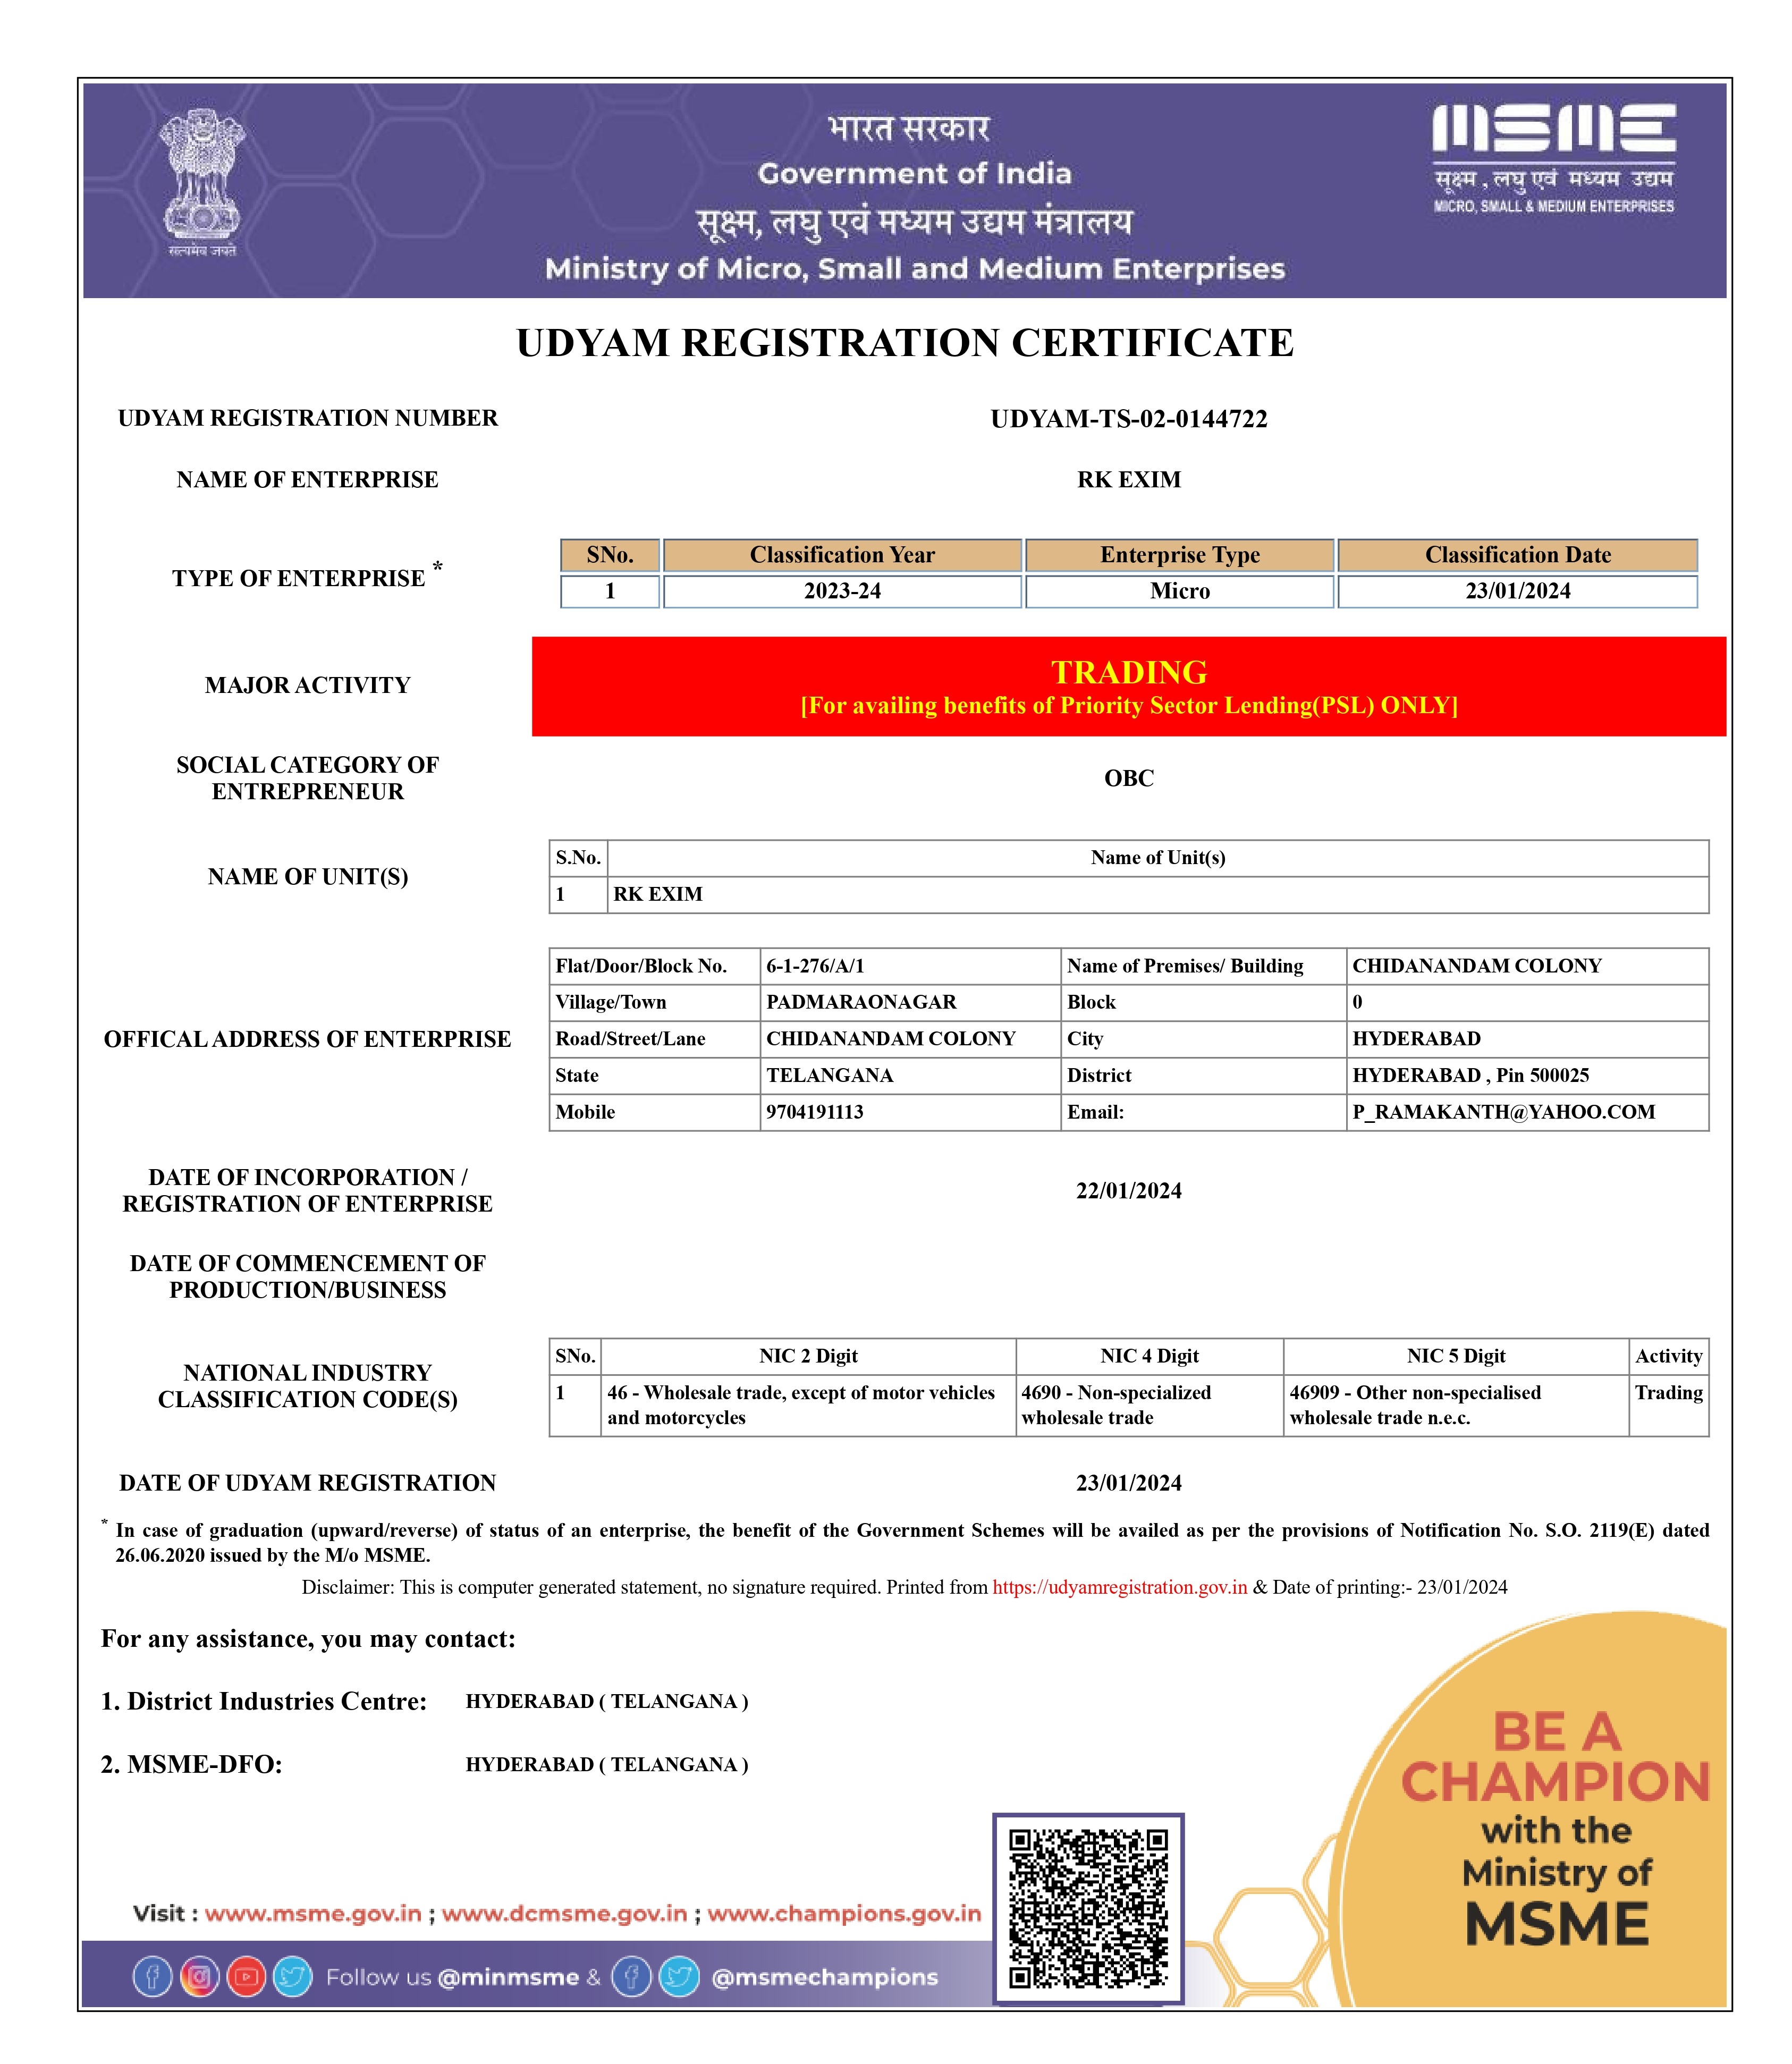 भारत सरकार
Government of India
सूक्ष्म, लघु एवं मध्यम उद्यम मंत्रालय
Ministry of Micro, Small and Medium Enterprises
सत्यमेव जयते
MSME
सूक्ष्म , लघु एवं मध्यम उद्यम
MICRO, SMALL & MEDIUM ENTERPRISES
UDYAM REGISTRATION CERTIFICATE
UDYAM REGISTRATION NUMBER UDYAM-TS-02-0144722
NAME OF ENTERPRISE RK EXIM
TYPE OF ENTERPRISE *
SNo. Classification Year Enterprise Type Classification Date
1 2023-24 Micro 23/01/2024
MAJOR ACTIVITY
TRADING
[For availing benefits of Priority Sector Lending(PSL) ONLY]
SOCIAL CATEGORY OF
ENTREPRENEUR
OBC
NAME OF UNIT(S)
S.No. Name of Unit(s)
1 RK EXIM
OFFICAL ADDRESS OF ENTERPRISE
Flat/Door/Block No. 6-1-276/A/1 Name of Premises/ Building CHIDANANDAM COLONY
Village/Town PADMARAONAGAR Block 0
Road/Street/Lane CHIDANANDAM COLONY City HYDERABAD
State TELANGANA District HYDERABAD , Pin 500025
Mobile 9704191113 Email: P_RAMAKANTH@YAHOO.COM
DATE OF INCORPORATION /
REGISTRATION OF ENTERPRISE
22/01/2024
DATE OF COMMENCEMENT OF
PRODUCTION/BUSINESS
NATIONAL INDUSTRY
CLASSIFICATION CODE(S)
SNo. NIC 2 Digit NIC 4 Digit NIC 5 Digit Activity
1 46 - Wholesale trade, except of motor vehicles 4690 - Non-specialized 46909 - Other non-specialised Trading
and motorcycles wholesale trade wholesale trade n.e.c.
DATE OF UDYAM REGISTRATION 23/01/2024
* In case of graduation (upward/reverse) of status of an enterprise, the benefit of the Government Schemes will be availed as per the provisions of Notification No. S.O. 2119(E) dated
26.06.2020 issued by the M/o MSME.
Disclaimer: This is computer generated statement, no signature required. Printed from https://udyamregistration.gov.in & Date of printing:- 23/01/2024
For any assistance, you may contact:
1. District Industries Centre: HYDERABAD ( TELANGANA )
2. MSME-DFO: HYDERABAD ( TELANGANA )
BE A
CHAMPION
with the
Ministry of
MSME
Visit : www.msme.gov.in ; www.dcmsme.gov.in ; www.champions.gov.in
Follow us @minmsme & @msmechampions